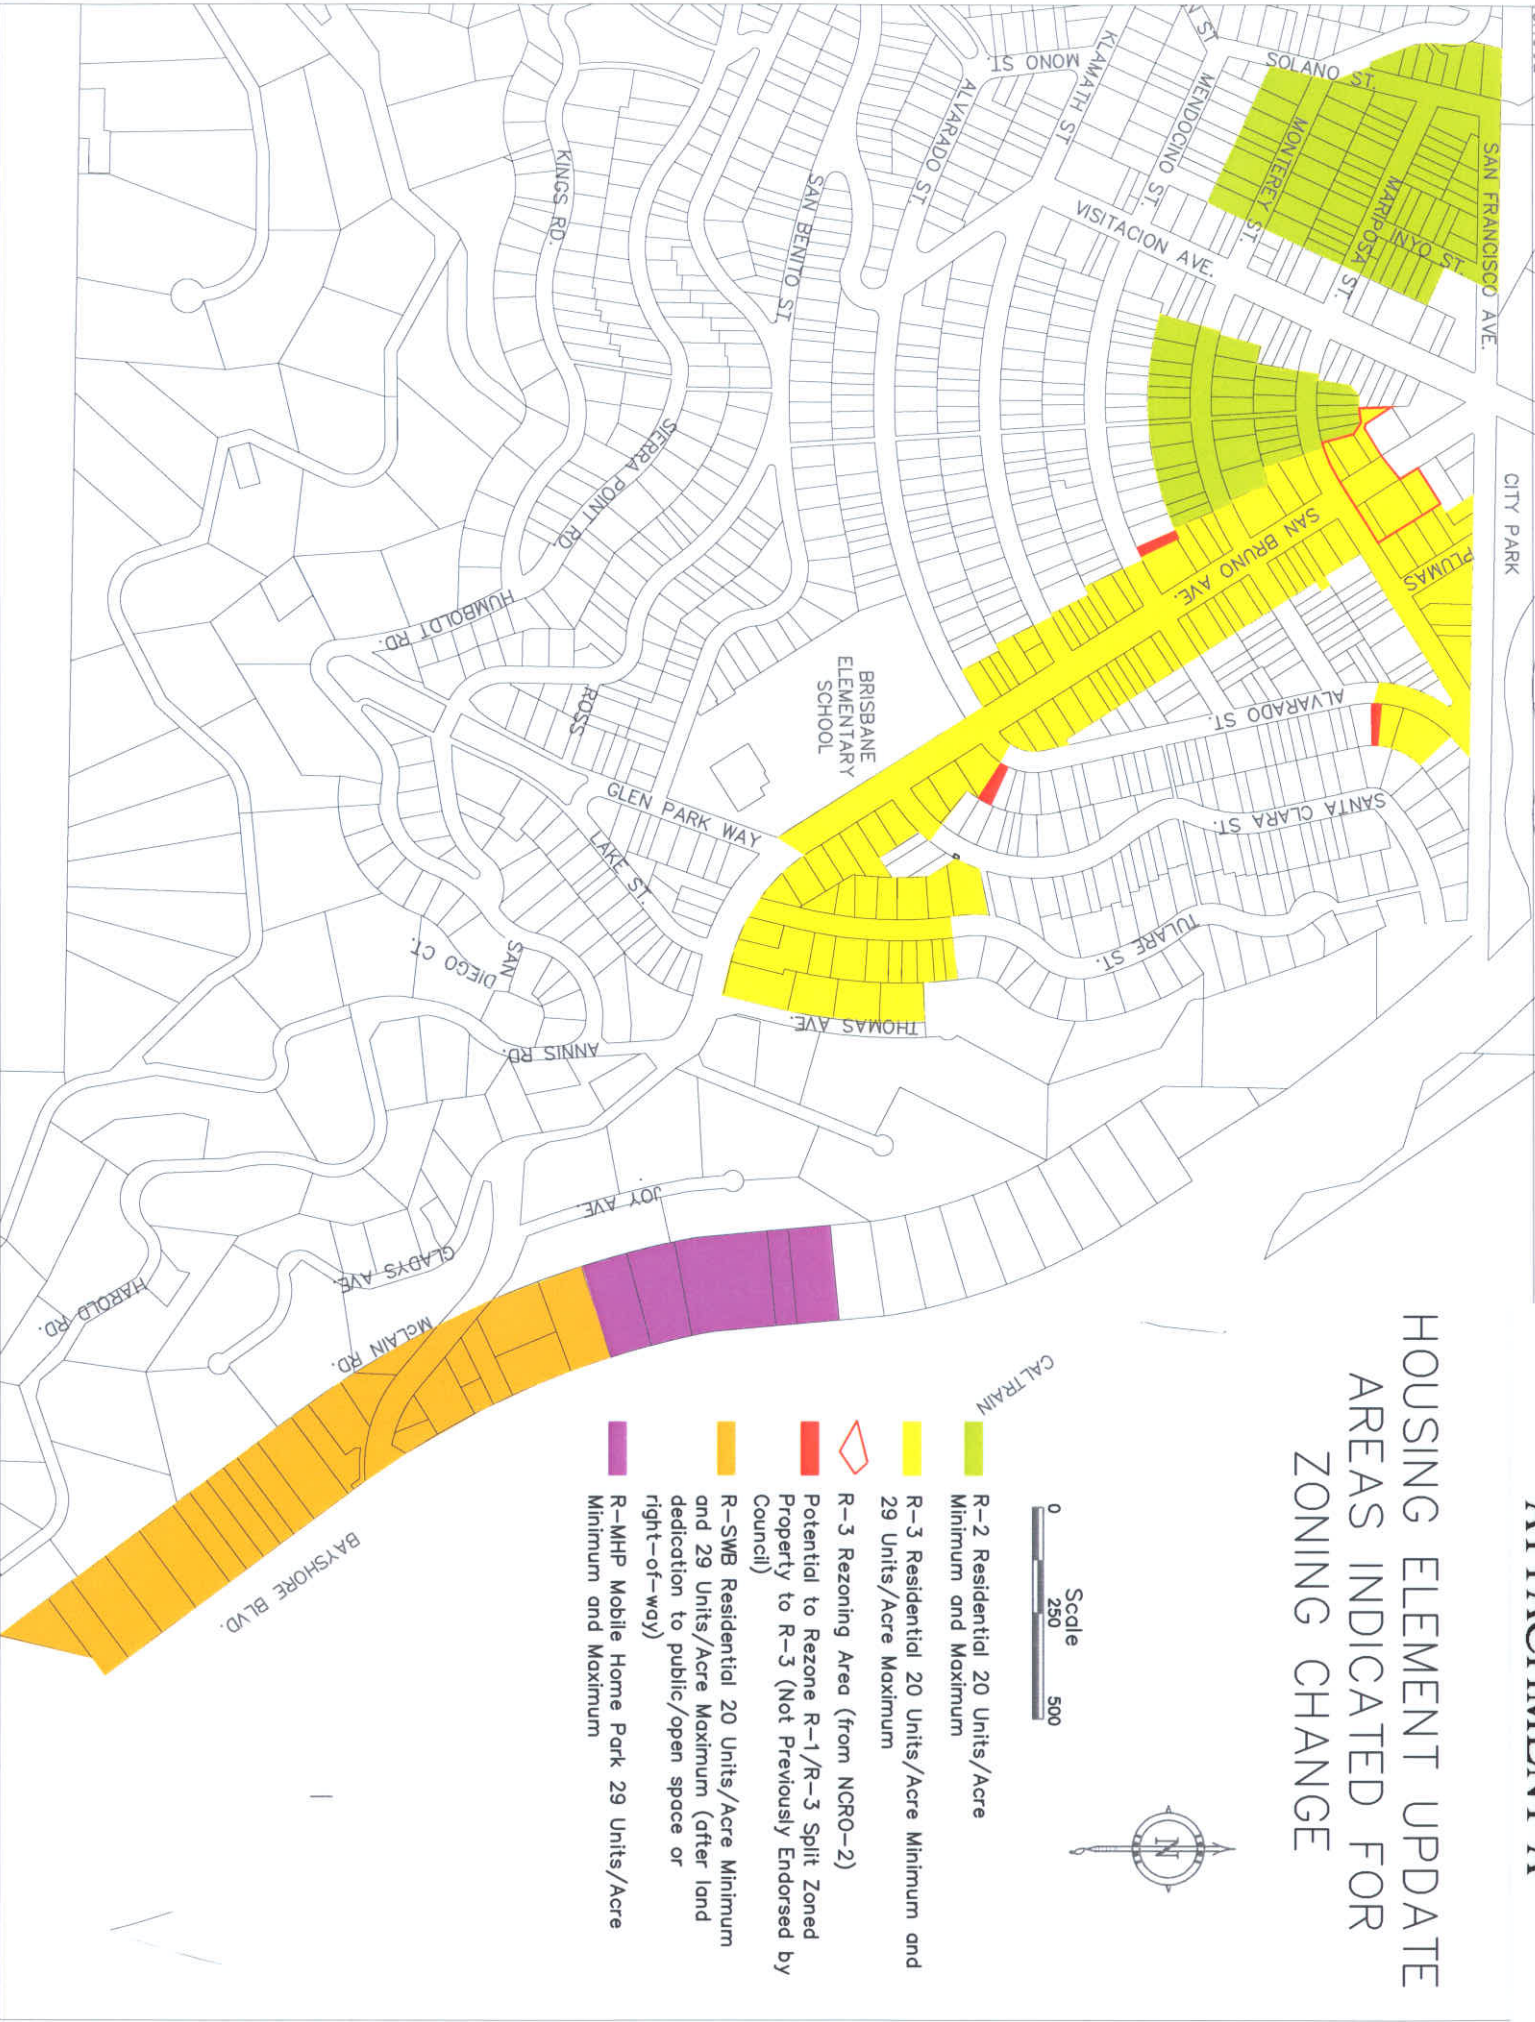 ATTACHMENT A
HOUSING ELEMENT UPDATE
AREAS INDICATED FOR
ZONING CHANGE
N
Scale
0 250 500
R-2 Residential 20 Units/Acre
Minimum and Maximum
R-3 Residential 20 Units/Acre Minimum and
29 Units/Acre Maximum
R-3 Rezoning Area (from NCRO-2)
Potential to Rezone R-1/R-3 Split Zoned
Property to R-3 (Not Previously Endorsed by
Council)
R-SWB Residential 20 Units/Acre Minimum
and 29 Units/Acre Maximum (after land
dedication to public/open space or
right-of-way)
R-MHP Mobile Home Park 29 Units/Acre
Minimum and Maximum
CITY PARK
SAN FRANCISCO AVE.
SOLANO ST.
MONTEREY ST.
MARIPOSA ST.
INYO ST.
MENDOCINO ST.
KLAMATH ST
MONO ST.
ALVARADO ST.
VISITACION AVE.
SAN BENITO ST.
KINGS RD.
SIERRA POINT RD.
HUMBOLDT RD.
ROSS
SAN BRUNO AVE.
PLUMAS
ALVARADO ST.
SANTA CLARA ST.
TULARE ST.
THOMAS AVE.
BRISBANE
ELEMENTARY
SCHOOL
GLEN PARK WAY
LAKE ST.
SAN
DIEGO CT.
ANNIS RD.
JOY AVE.
GLADYS AVE.
HAROLD RD.
McLAIN RD.
BAYSHORE BLVD.
CALTRAIN